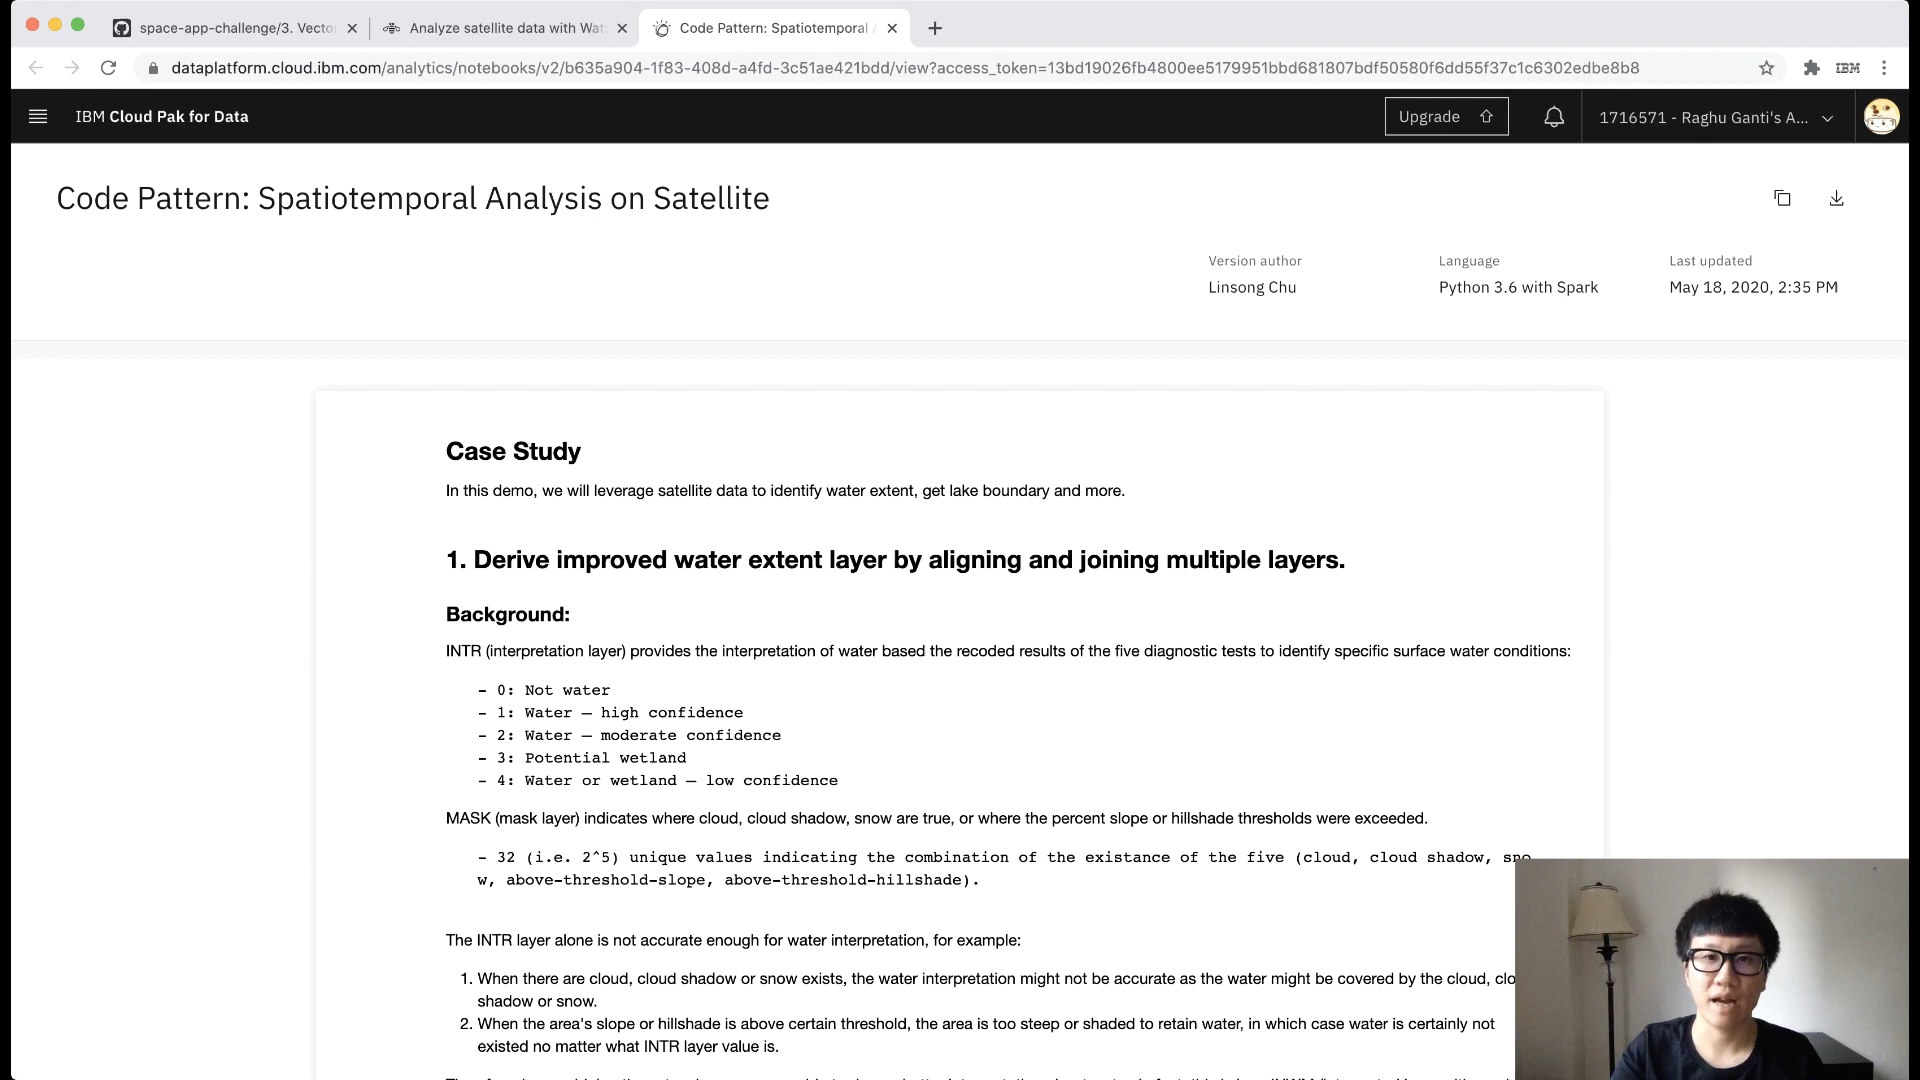 space-app-challenge/3. Vecto
Analyze satellite data with Wat
Code Pattern: Spatiotemporal A
dataplatform.cloud.ibm.com/analytics/notebooks/v2/b635a904-1f83-408d-a4fd-3c51ae421bdd/view?access_token=13bd19026fb4800ee5179951bbd681807bdf50580f6dd55f37c1c6302edbe8b8
IBM
IBM Cloud Pak for Data
Upgrade
1716571 - Raghu Ganti's A...
Code Pattern: Spatiotemporal Analysis on Satellite
Version author
Language
Last updated
Linsong Chu
Python 3.6 with Spark
May 18, 2020, 2:35 PM
Case Study
In this demo, we will leverage satellite data to identify water extent, get lake boundary and more.
1. Derive improved water extent layer by aligning and joining multiple layers.
Background:
INTR (interpretation layer) provides the interpretation of water based the recoded results of the five diagnostic tests to identify specific surface water conditions:
- 0: Not water
- 1: Water – high confidence
- 2: Water – moderate confidence
- 3: Potential wetland
- 4: Water or wetland – low confidence
MASK (mask layer) indicates where cloud, cloud shadow, snow are true, or where the percent slope or hillshade thresholds were exceeded.
- 32 (i.e. 2^5) unique values indicating the combination of the existance of the five (cloud, cloud shadow, sno
w, above-threshold-slope, above-threshold-hillshade).
The INTR layer alone is not accurate enough for water interpretation, for example:
1. When there are cloud, cloud shadow or snow exists, the water interpretation might not be accurate as the water might be covered by the cloud, clo
shadow or snow.
2. When the area's slope or hillshade is above certain threshold, the area is too steep or shaded to retain water, in which case water is certainly not
existed no matter what INTR layer value is.